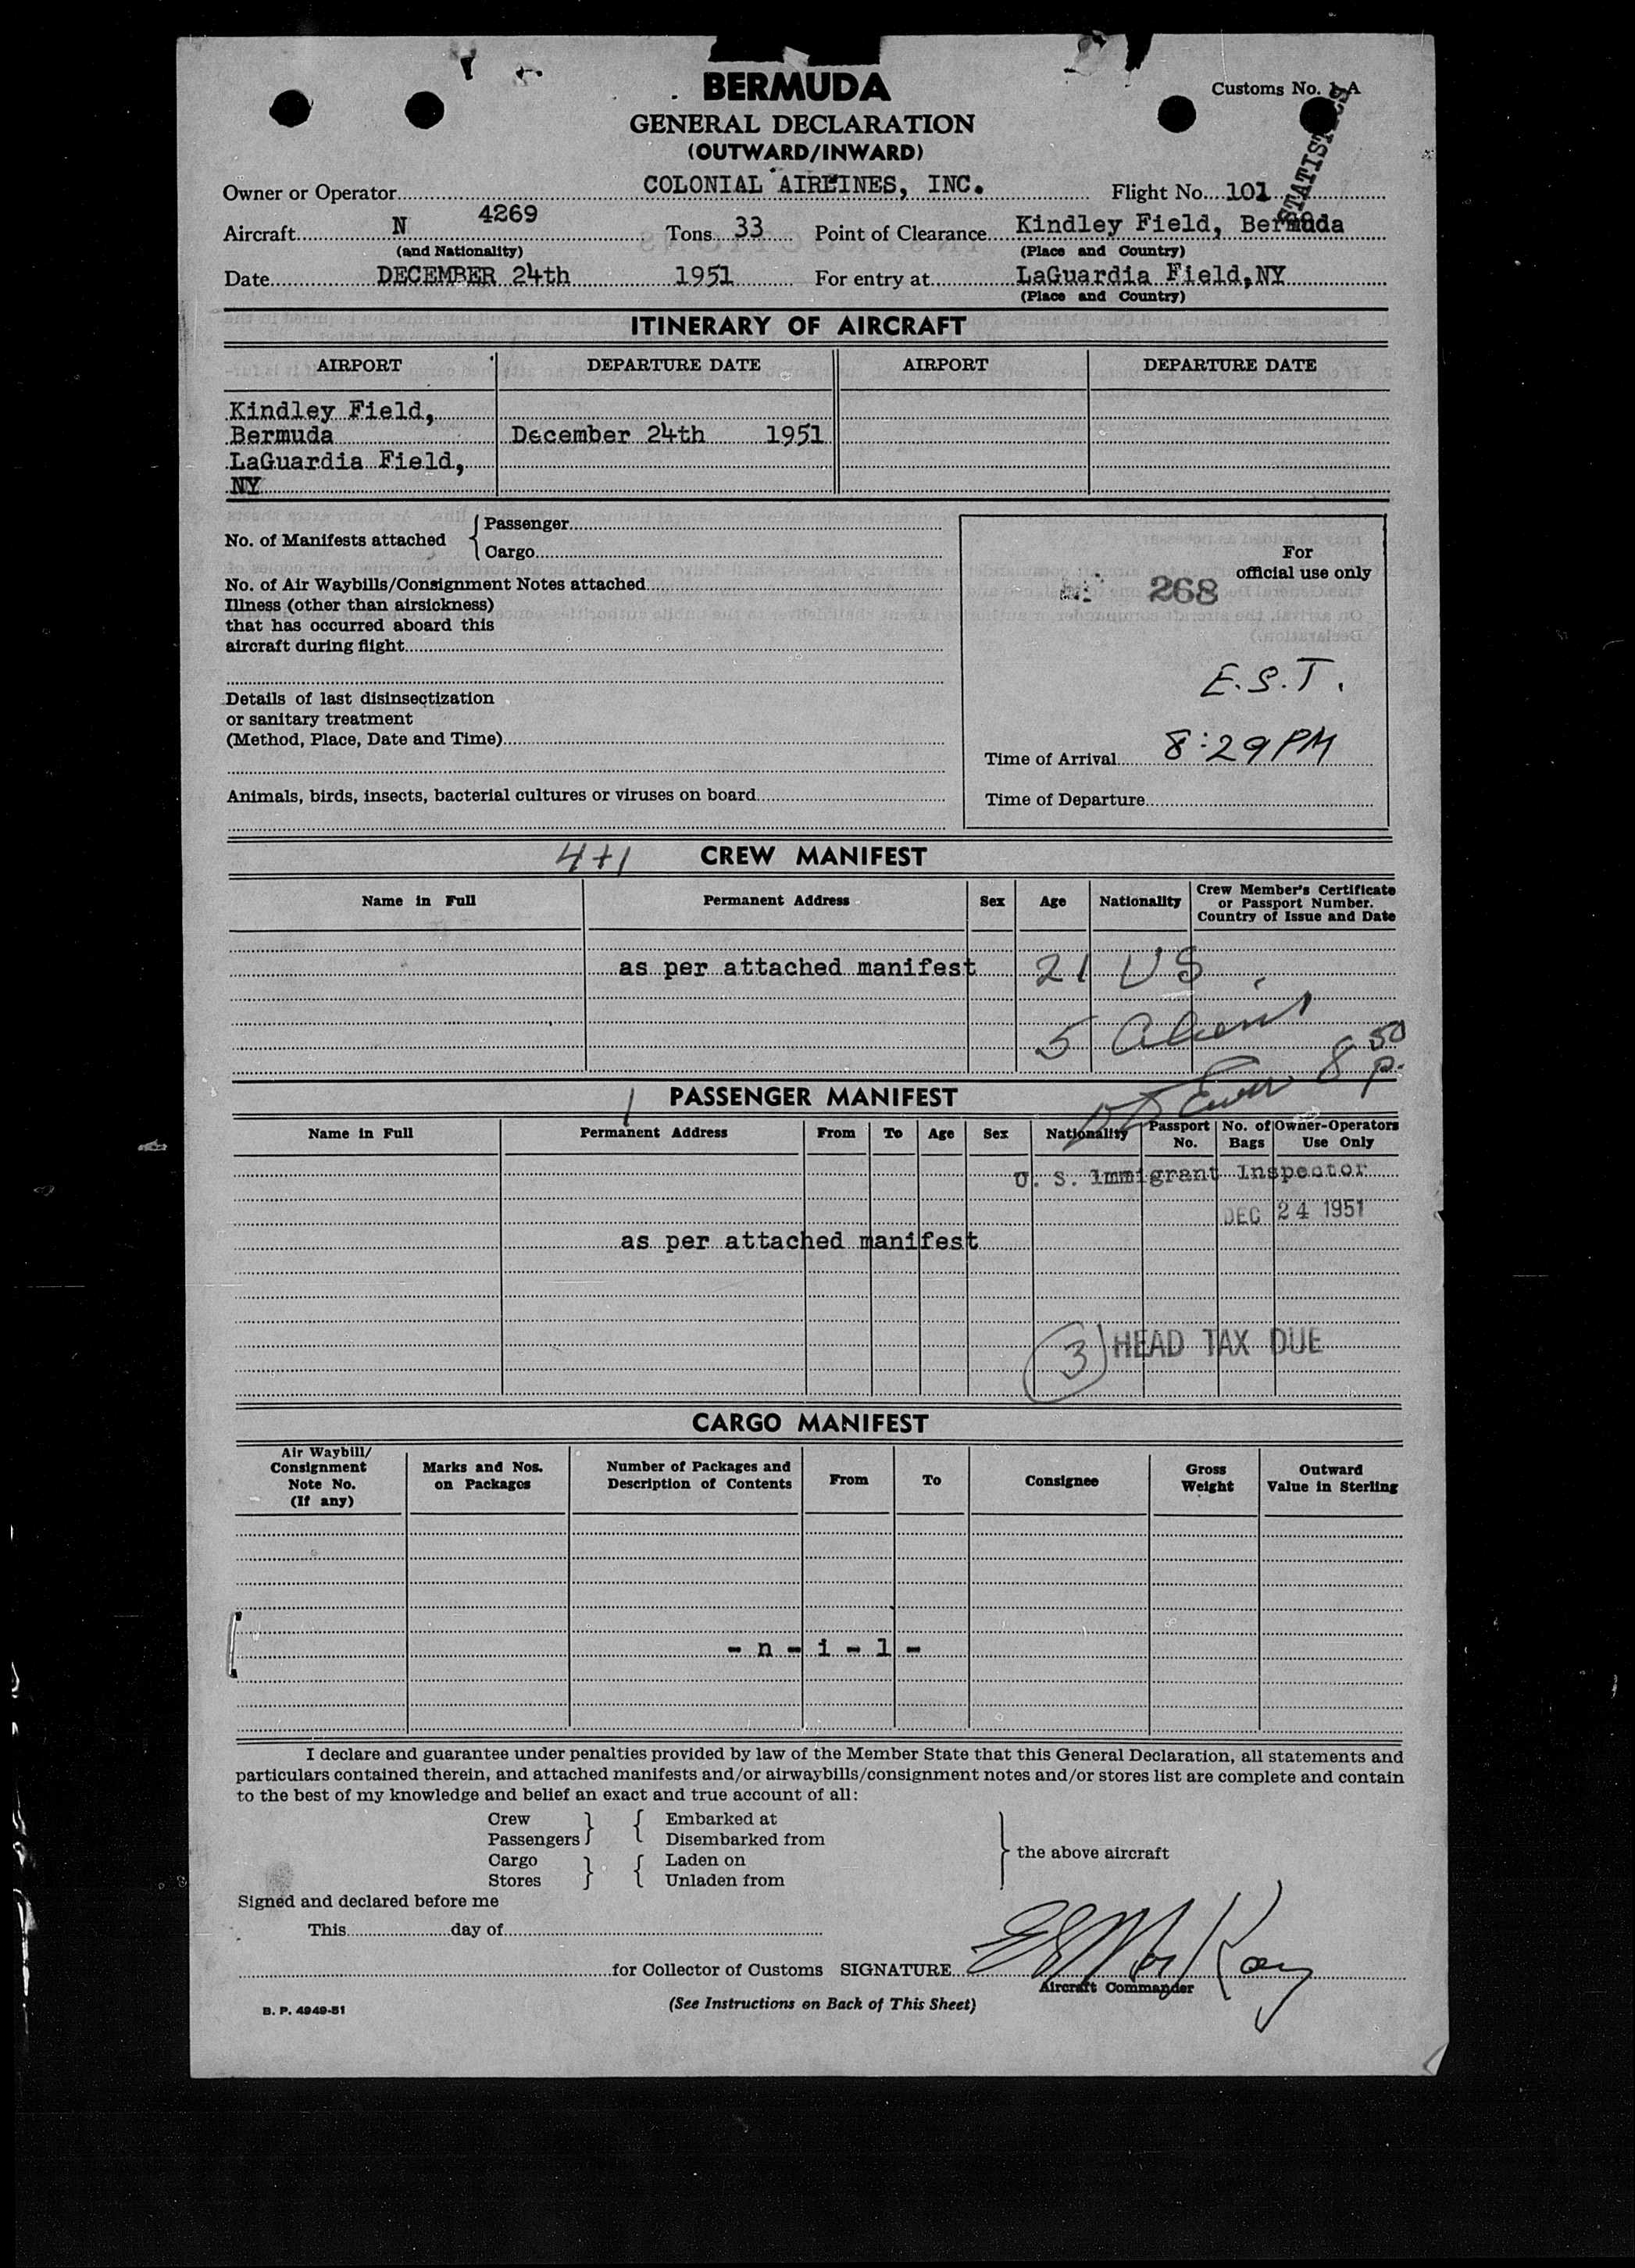 BERMUDA
Customs No. 1 A
GENERAL DECLARATION
(OUTWARD/INWARD)
STATISTICS
Owner or Operator COLONIAL AIRLINES, INC. Flight No. 101
Aircraft N 4269 Tons 33 Point of Clearance Kindley Field, Bermuda
(and Nationality) (Place and Country)
Date DECEMBER 24th 1951 For entry at LaGuardia Field, NY
(Place and Country)
ITINERARY OF AIRCRAFT
AIRPORT DEPARTURE DATE AIRPORT DEPARTURE DATE
Kindley Field,
Bermuda December 24th 1951
LaGuardia Field,
NY
No. of Manifests attached { Passenger
Cargo
No. of Air Waybills/Consignment Notes attached
Illness (other than airsickness)
that has occurred aboard this
aircraft during flight
Details of last disinsectization
or sanitary treatment
(Method, Place, Date and Time)
Animals, birds, insects, bacterial cultures or viruses on board
For
official use only
268
E.S.T.
Time of Arrival 8:29 PM
Time of Departure
4+1 CREW MANIFEST
Name in Full Permanent Address Sex Age Nationality Crew Member's Certificate
or Passport Number.
Country of Issue and Date
as per attached manifest 21 US
5 Aliens
8 50 p.
1 PASSENGER MANIFEST
Name in Full Permanent Address From To Age Sex Nationality Passport No. No. of Bags Owner-Operators Use Only
U. S. Immigrant Inspector
DEC 24 1951
as per attached manifest
3 HEAD TAX DUE
CARGO MANIFEST
Air Waybill/
Consignment
Note No.
(If any)
Marks and Nos.
on Packages
Number of Packages and
Description of Contents
From To Consignee
Gross
Weight
Outward
Value in Sterling
- n - i - l -
I declare and guarantee under penalties provided by law of the Member State that this General Declaration, all statements and
particulars contained therein, and attached manifests and/or airwaybills/consignment notes and/or stores list are complete and contain
to the best of my knowledge and belief an exact and true account of all:
Crew } { Embarked at
Passengers Disembarked from
Cargo } { Laden on
Stores Unladen from
} the above aircraft
Signed and declared before me
This day of
for Collector of Customs SIGNATURE
Aircraft Commander
B. P. 4949-51
(See Instructions on Back of This Sheet)